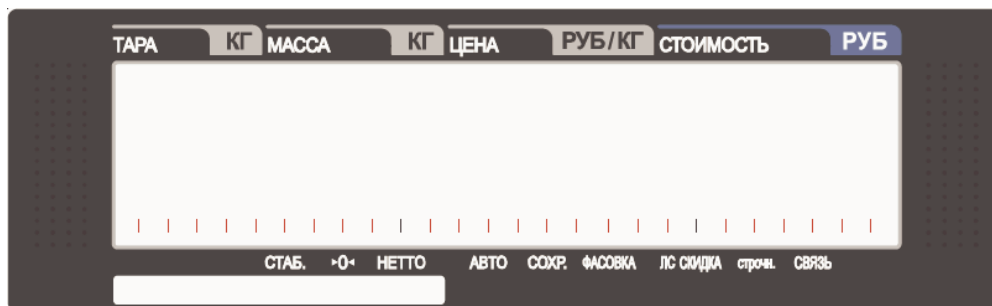 ТАРА КГ МАССА КГ ЦЕНА РУБ/КГ СТОИМОСТЬ РУБ
СТАБ. ►0◄ НЕТТО АВТО СОХР. ФАСОВКА ЛС СКИДКА строчн. СВЯЗЬ